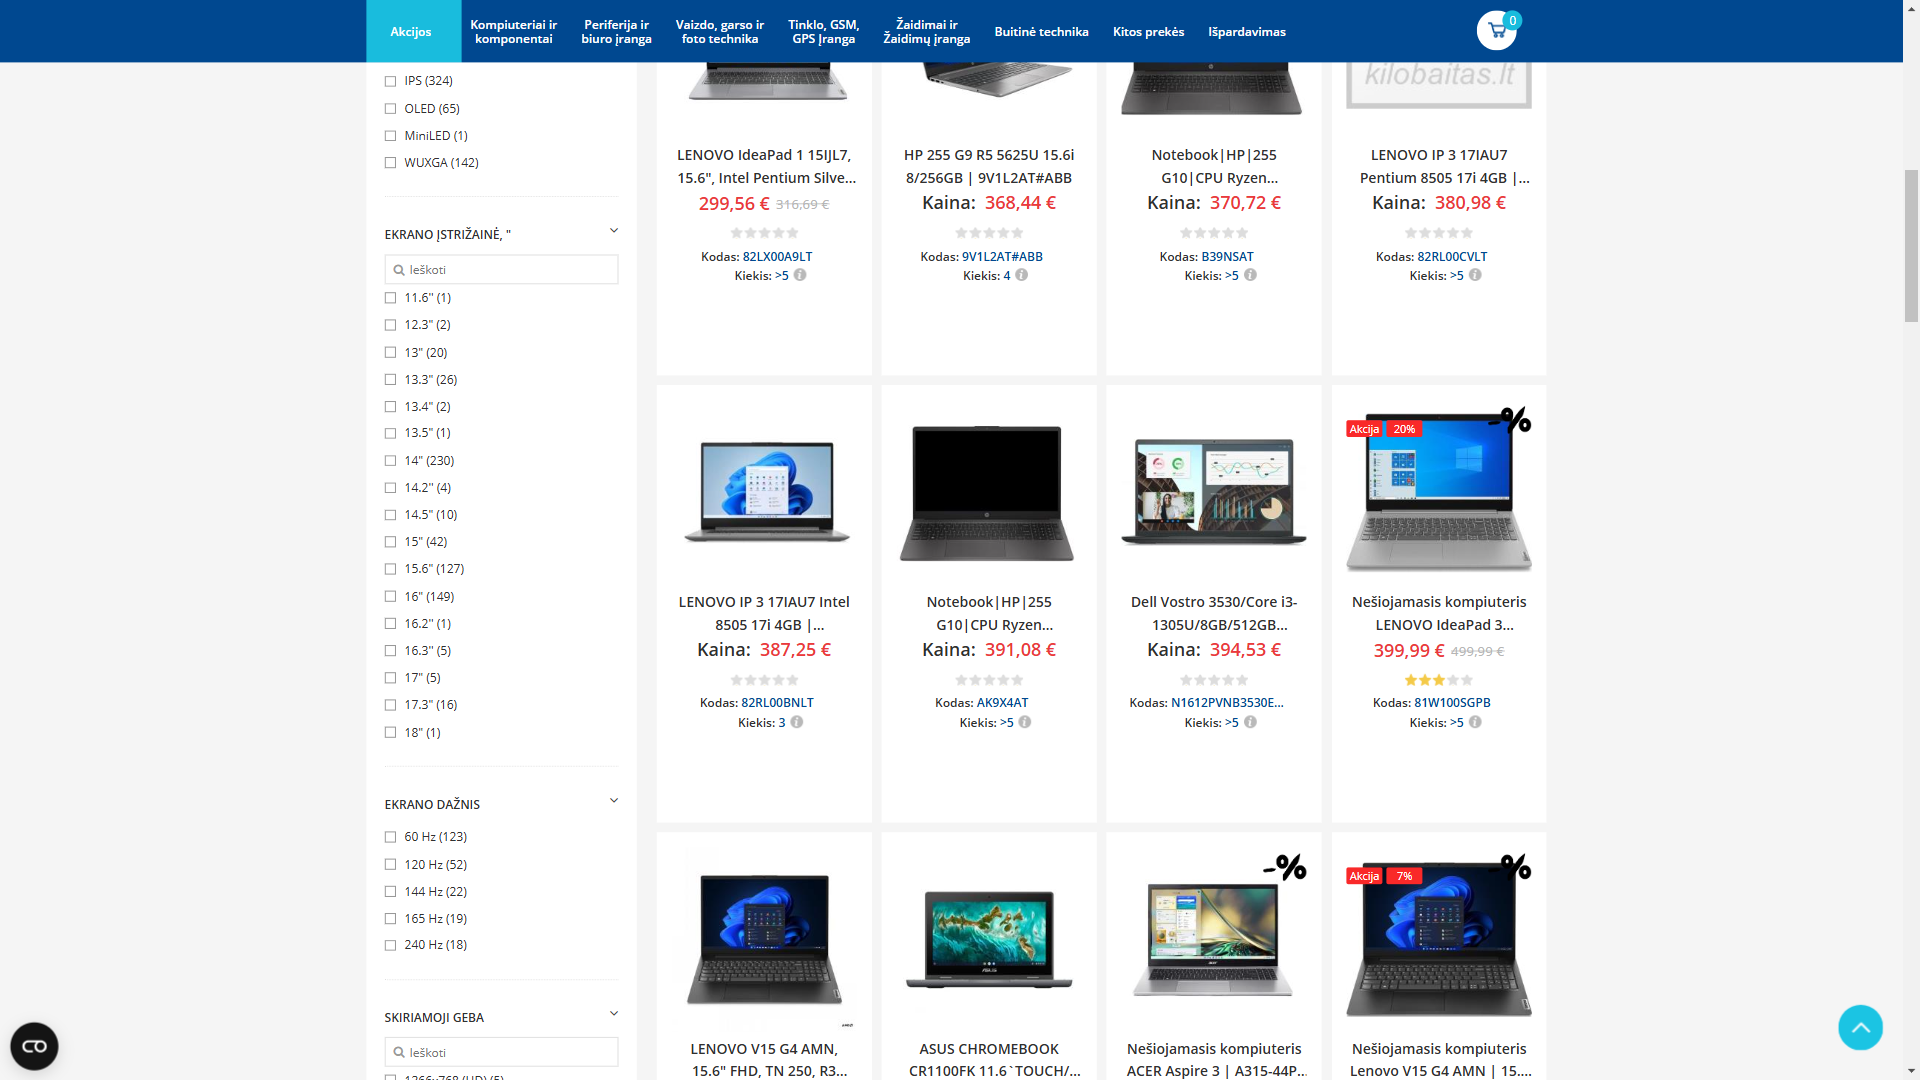 Akcijos
Kompiuteriai ir
komponentai
Periferija ir
biuro įranga
Vaizdo, garso ir
foto technika
Tinklo, GSM,
GPS Įranga
Žaidimai ir
Žaidimų įranga
Buitinė technika
Kitos prekės
Išpardavimas
0
IPS (324)
OLED (65)
MiniLED (1)
WUXGA (142)
EKRANO ĮSTRIŽAINĖ, "
Ieškoti
11.6" (1)
12.3" (2)
13" (20)
13.3" (26)
13.4" (2)
13.5" (1)
14" (230)
14.2" (4)
14.5" (10)
15" (42)
15.6" (127)
16" (149)
16.2" (1)
16.3" (5)
17" (5)
17.3" (16)
18" (1)
EKRANO DAŽNIS
60 Hz (123)
120 Hz (52)
144 Hz (22)
165 Hz (19)
240 Hz (18)
SKIRIAMOJI GEBA
Ieškoti
1366x768 (HD) (5)
LENOVO IdeaPad 1 15IJL7,
15.6", Intel Pentium Silve...
299,56 € 316,69 €
Kodas: 82LX00A9LT
Kiekis: >5
HP 255 G9 R5 5625U 15.6i
8/256GB | 9V1L2AT#ABB
Kaina: 368,44 €
Kodas: 9V1L2AT#ABB
Kiekis: 4
Notebook|HP|255
G10|CPU Ryzen...
Kaina: 370,72 €
Kodas: B39NSAT
Kiekis: >5
kilobaitas.lt
LENOVO IP 3 17IAU7
Pentium 8505 17i 4GB |...
Kaina: 380,98 €
Kodas: 82RL00CVLT
Kiekis: >5
LENOVO IP 3 17IAU7 Intel
8505 17i 4GB |...
Kaina: 387,25 €
Kodas: 82RL00BNLT
Kiekis: 3
Notebook|HP|255
G10|CPU Ryzen...
Kaina: 391,08 €
Kodas: AK9X4AT
Kiekis: >5
Dell Vostro 3530/Core i3-
1305U/8GB/512GB...
Kaina: 394,53 €
Kodas: N1612PVNB3530E...
Kiekis: >5
-%
Akcija 20%
Nešiojamasis kompiuteris
LENOVO IdeaPad 3...
399,99 € 499,99 €
Kodas: 81W100SGPB
Kiekis: >5
LENOVO V15 G4 AMN,
15.6" FHD, TN 250, R3...
ASUS CHROMEBOOK
CR1100FK 11.6`TOUCH/...
-%
Nešiojamasis kompiuteris
ACER Aspire 3 | A315-44P...
-%
Akcija 7%
Nešiojamasis kompiuteris
Lenovo V15 G4 AMN | 15....